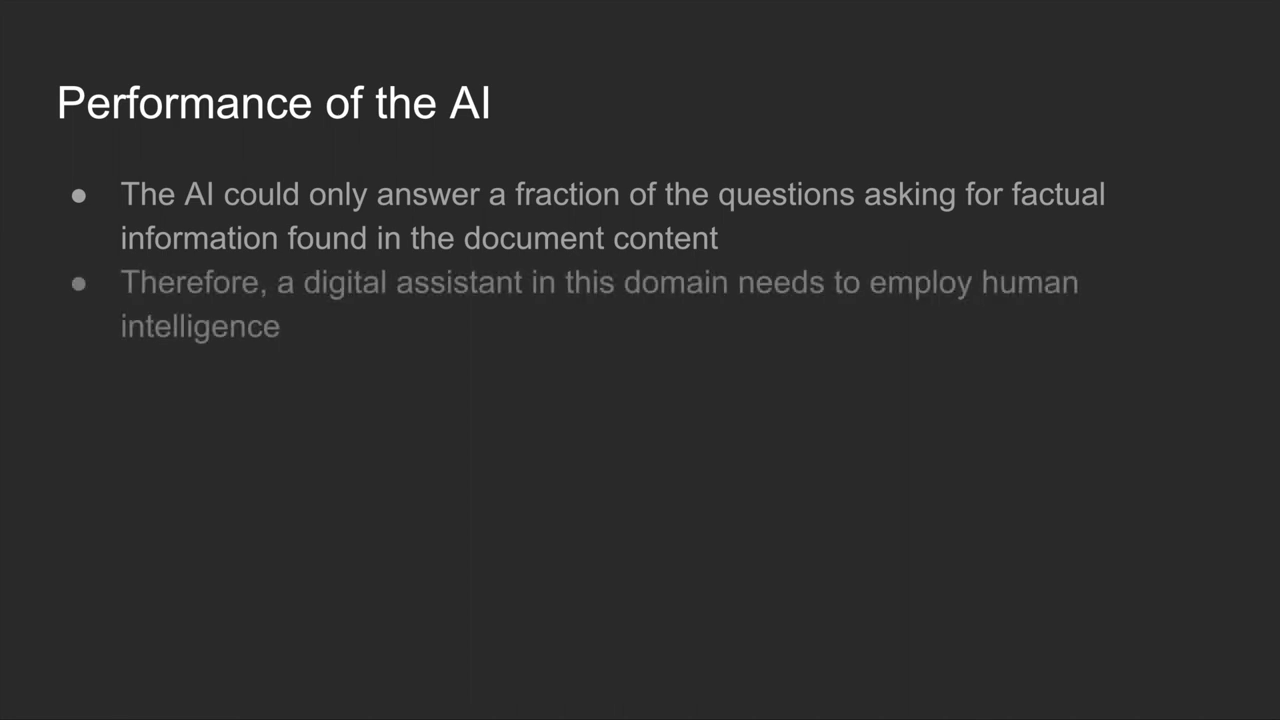 Performance of the AI
● The AI could only answer a fraction of the questions asking for factual
information found in the document content
● Therefore, a digital assistant in this domain needs to employ human
intelligence